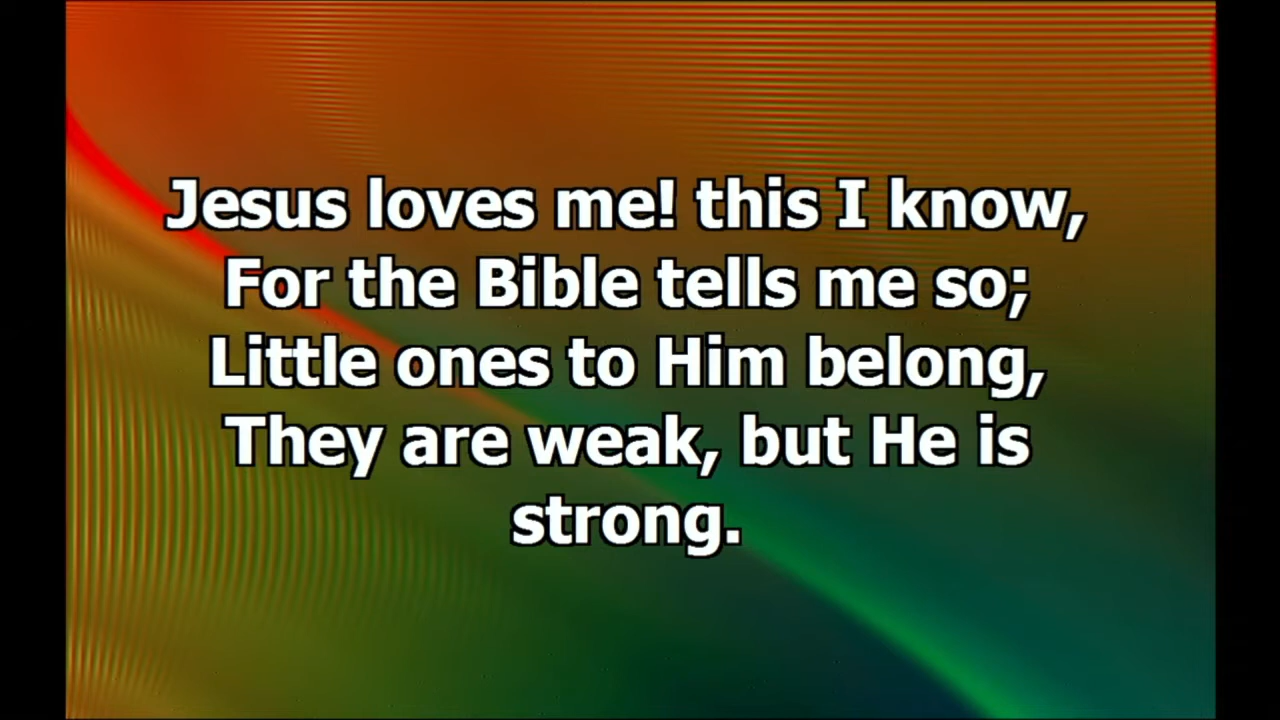 Jesus loves me! this I know,
For the Bible tells me so;
Little ones to Him belong,
They are weak, but He is
strong.